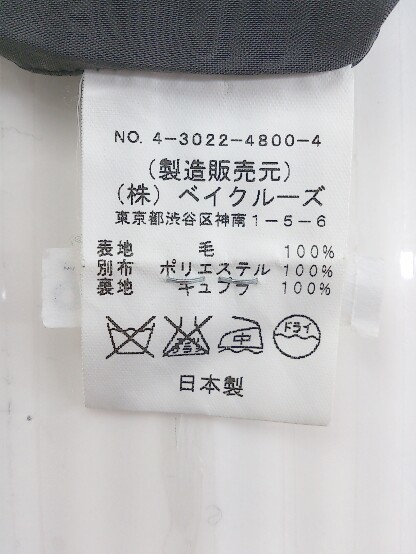 NO. 4-3022-4800-4
(製造販売元)
(株) ベイクルーズ
東京都渋谷区神南1-5-6
表地 毛 100%
別布 ポリエステル 100%
裏地 キュプラ 100%
中 ドライ
日本製